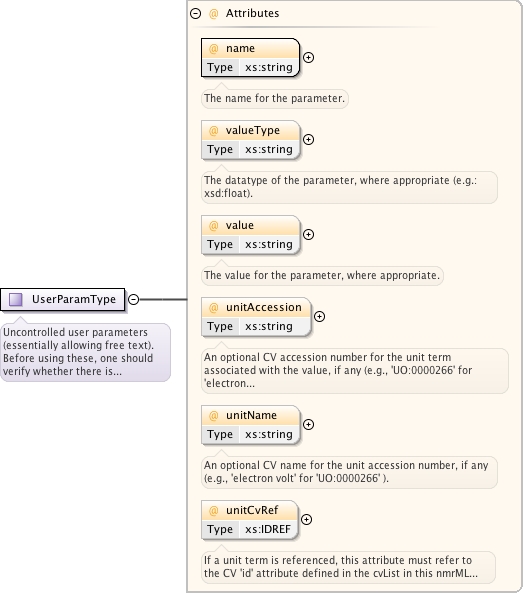 @ Attributes
@ name
Type xs:string
The name for the parameter.
@ valueType
Type xs:string
The datatype of the parameter, where appropriate (e.g.:
xsd:float).
@ value
Type xs:string
The value for the parameter, where appropriate.
UserParamType
Uncontrolled user parameters
(essentially allowing free text).
Before using these, one should
verify whether there is...
@ unitAccession
Type xs:string
An optional CV accession number for the unit term
associated with the value, if any (e.g., 'UO:0000266' for
'electron...
@ unitName
Type xs:string
An optional CV name for the unit accession number, if any
(e.g., 'electron volt' for 'UO:0000266' ).
@ unitCvRef
Type xs:IDREF
If a unit term is referenced, this attribute must refer to
the CV 'id' attribute defined in the cvList in this nmrML...